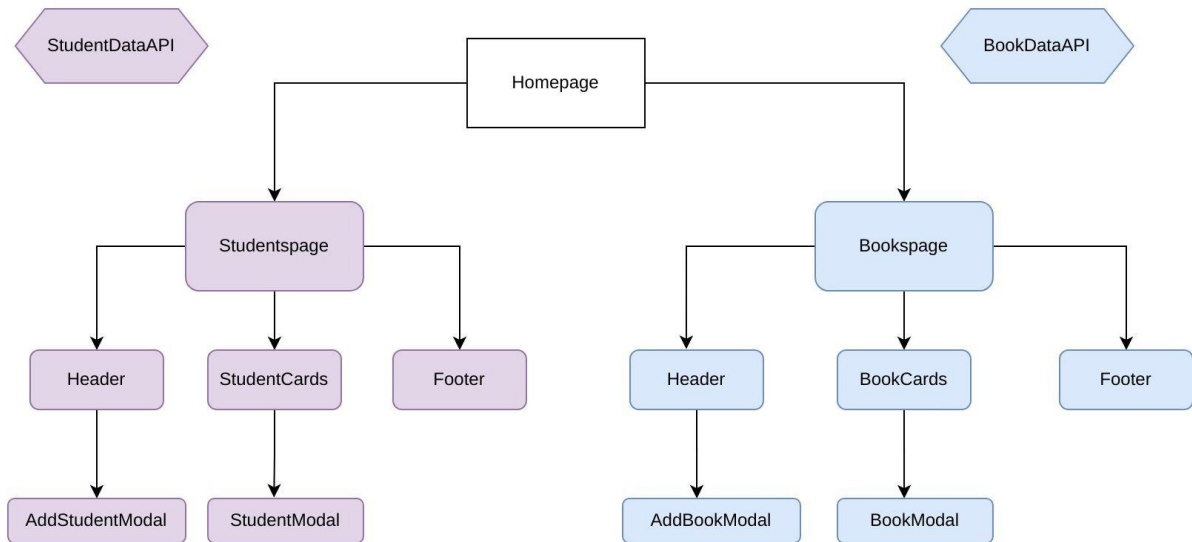 StudentDataAPI
Homepage
BookDataAPI
Studentspage
Bookspage
Header
StudentCards
Footer
Header
BookCards
Footer
AddStudentModal
StudentModal
AddBookModal
BookModal